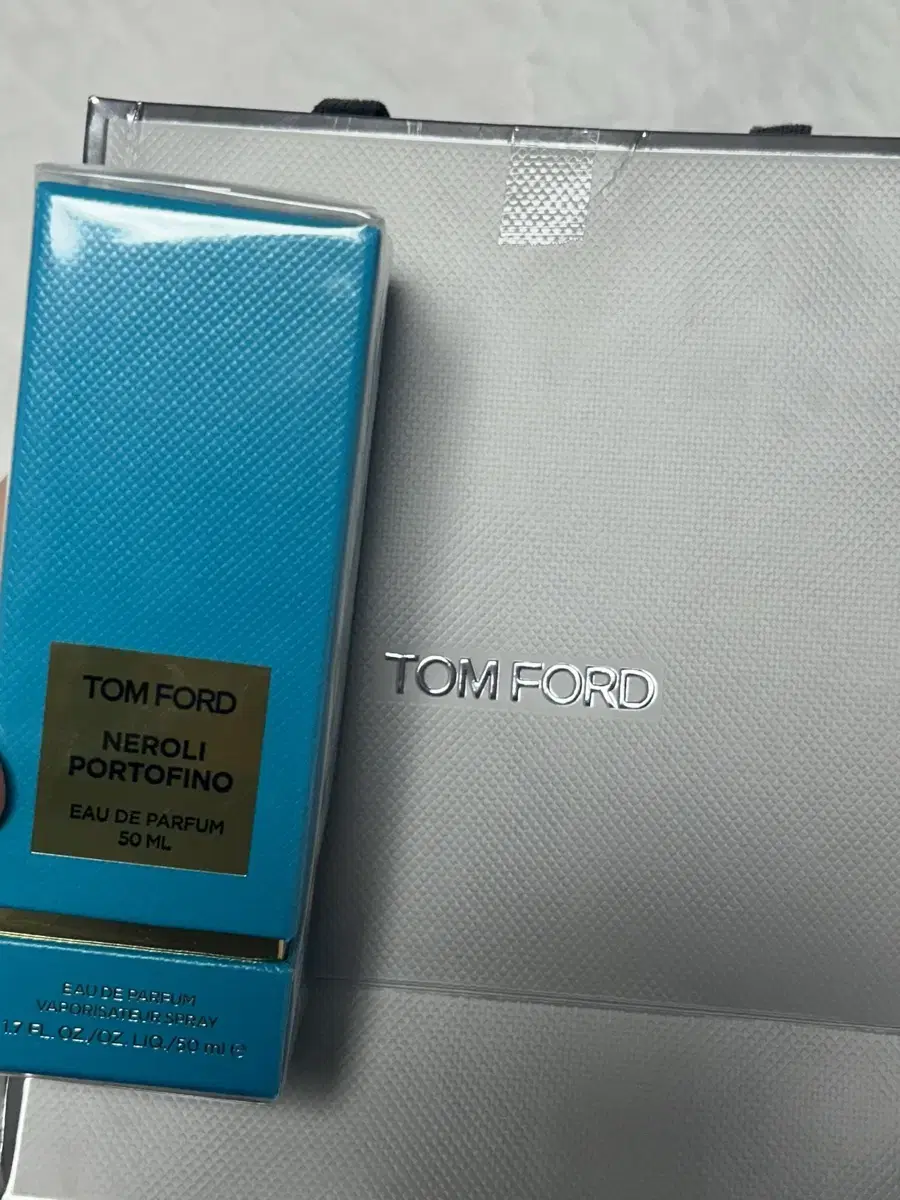 TOM FORD
NEROLI
PORTOFINO
EAU DE PARFUM
50 ML
EAU DE PARFUM
VAPORISATEUR SPRAY
1.7 FL. OZ./OZ. LIQ./50 ml ℮
TOM FORD